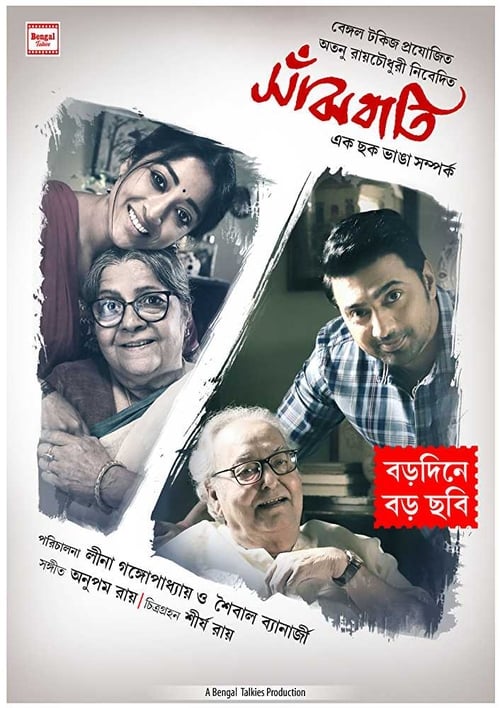 Bengal
Talkies
বেঙ্গল টকিজ প্রযোজিত
অতনু রায়চৌধুরী নিবেদিত
সাঁঝবাতি
এক ছক ভাঙা সম্পর্ক
বড়দিনে
বড় ছবি
পরিচালনা লীনা গঙ্গোপাধ্যায় ও শৈবাল ব্যানার্জী
সঙ্গীত অনুপম রায় | চিত্রগ্রহন শীর্ষ রায়
A Bengal Talkies Production